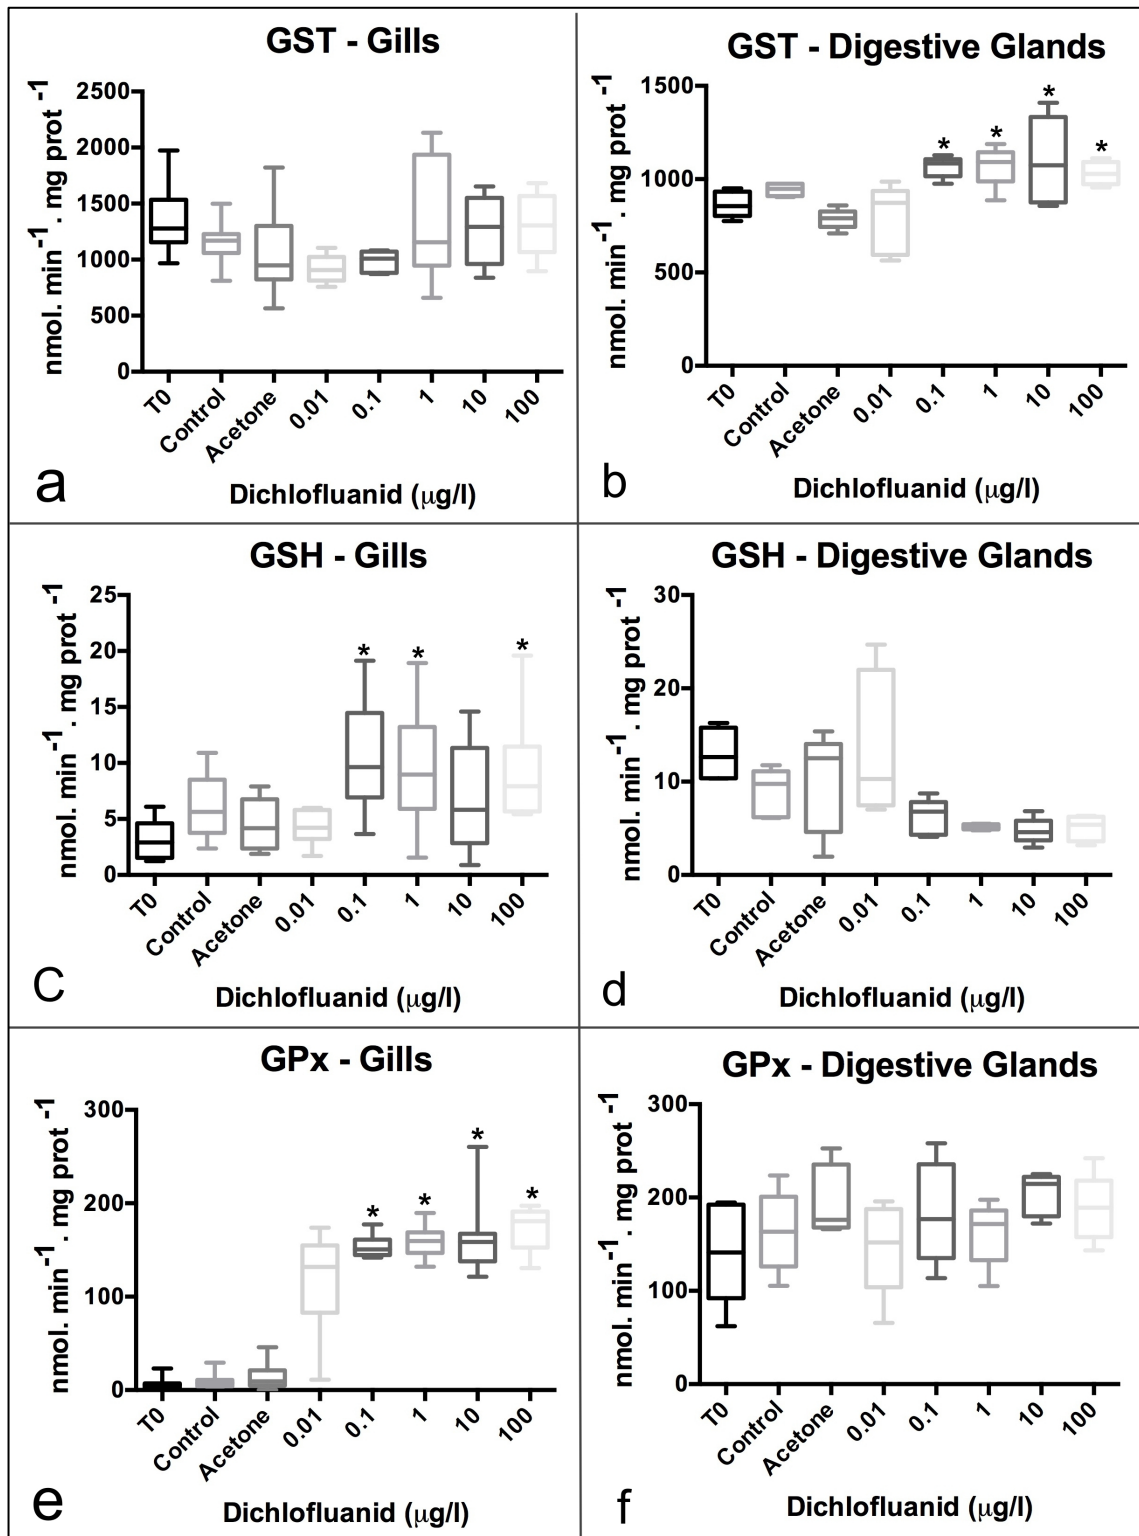 GST - Gills
nmol. min⁻¹. mg prot ⁻¹
2500
2000
1500
1000
500
0
T0 Control Acetone 0.01 0.1 1 10 100
a
Dichlofluanid (μg/l)
GST - Digestive Glands
nmol. min⁻¹. mg prot ⁻¹
1500
1000
500
0
* * * *
T0 Control Acetone 0.01 0.1 1 10 100
b
Dichlofluanid (μg/l)
GSH - Gills
nmol. min⁻¹. mg prot ⁻¹
25
20
15
10
5
0
* * *
T0 Control Acetone 0.01 0.1 1 10 100
C
Dichlofluanid (μg/l)
GSH - Digestive Glands
nmol. min⁻¹. mg prot ⁻¹
30
20
10
0
T0 Control Acetone 0.01 0.1 1 10 100
d
Dichlofluanid (μg/l)
GPx - Gills
nmol. min⁻¹. mg prot ⁻¹
300
200
100
0
* * * *
T0 Control Acetone 0.01 0.1 1 10 100
e
Dichlofluanid (μg/l)
GPx - Digestive Glands
nmol. min⁻¹. mg prot ⁻¹
300
200
100
0
T0 Control Acetone 0.01 0.1 1 10 100
f
Dichlofluanid (μg/l)